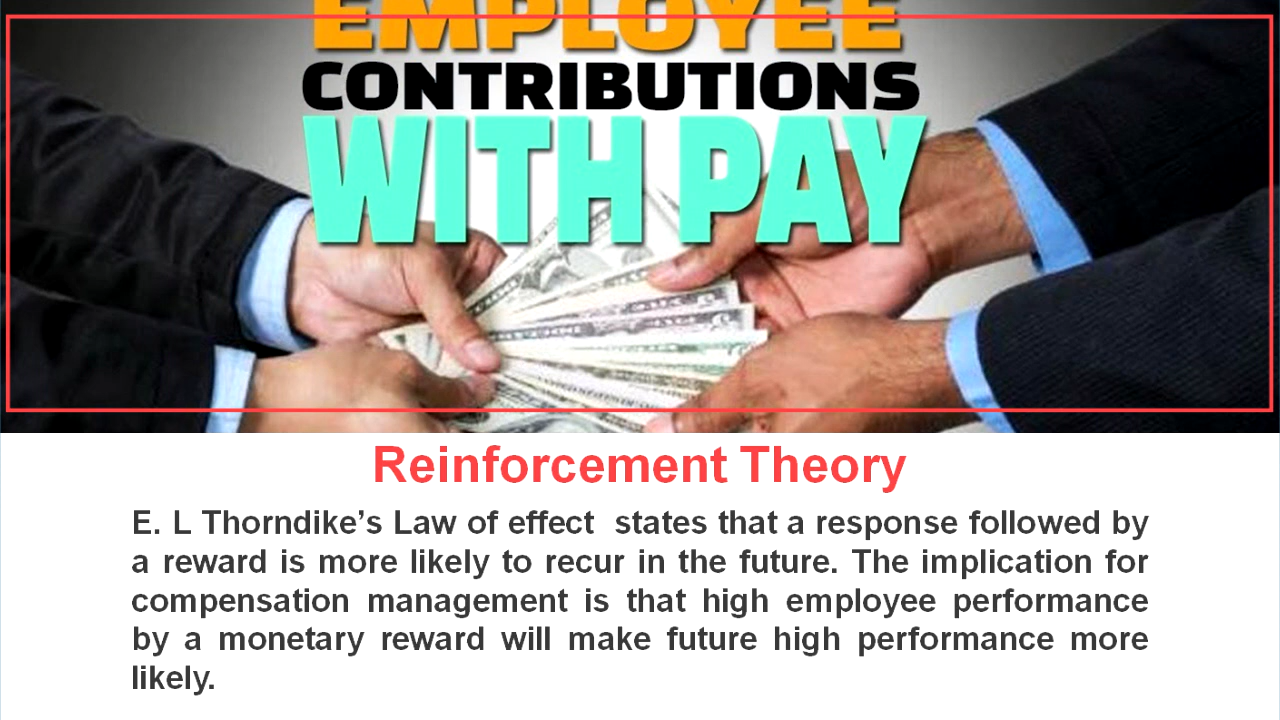 EMPLOYEE
CONTRIBUTIONS
WITH PAY
Reinforcement Theory
E. L Thorndike’s Law of effect  states that a response followed by
a reward is more likely to recur in the future. The implication for
compensation management is that high employee performance
by a monetary reward will make future high performance more
likely.